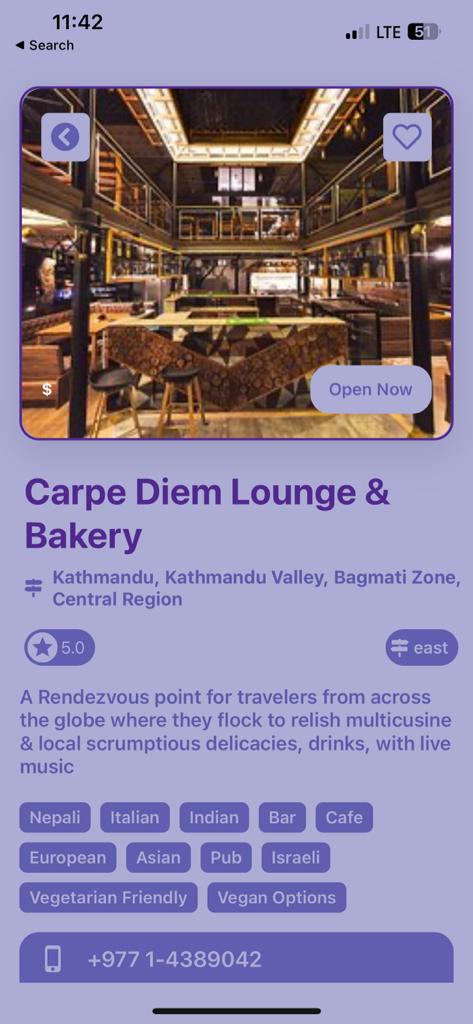 11:42
LTE 51
◀ Search
$
Open Now
Carpe Diem Lounge &
Bakery
Kathmandu, Kathmandu Valley, Bagmati Zone,
Central Region
5.0
east
A Rendezvous point for travelers from across
the globe where they flock to relish multicusine
& local scrumptious delicacies, drinks, with live
music
Nepali Italian Indian Bar Cafe
European Asian Pub Israeli
Vegetarian Friendly Vegan Options
+977 1-4389042